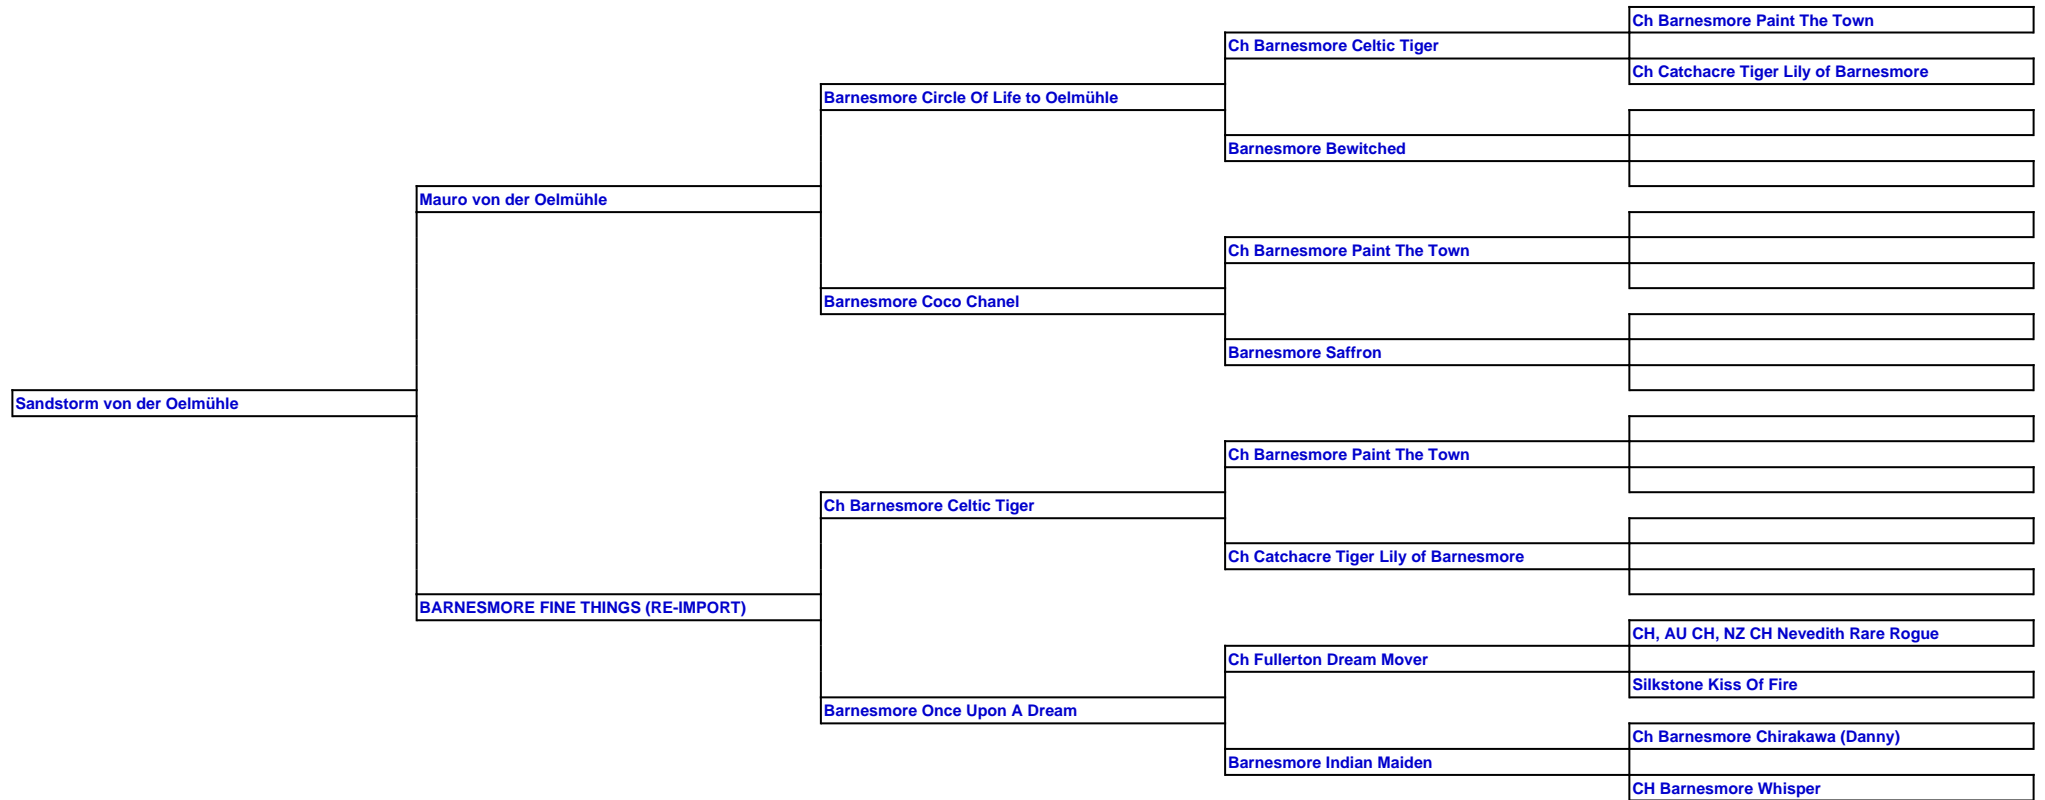 Ch Barnesmore Paint The Town
Ch Barnesmore Celtic Tiger
Ch Catchacre Tiger Lily of Barnesmore
Barnesmore Circle Of Life to Oelmühle
Barnesmore Bewitched
Mauro von der Oelmühle
Ch Barnesmore Paint The Town
Barnesmore Coco Chanel
Barnesmore Saffron
Sandstorm von der Oelmühle
Ch Barnesmore Paint The Town
Ch Barnesmore Celtic Tiger
Ch Catchacre Tiger Lily of Barnesmore
BARNESMORE FINE THINGS (RE-IMPORT)
CH, AU CH, NZ CH Nevedith Rare Rogue
Ch Fullerton Dream Mover
Silkstone Kiss Of Fire
Barnesmore Once Upon A Dream
Ch Barnesmore Chirakawa (Danny)
Barnesmore Indian Maiden
CH Barnesmore Whisper